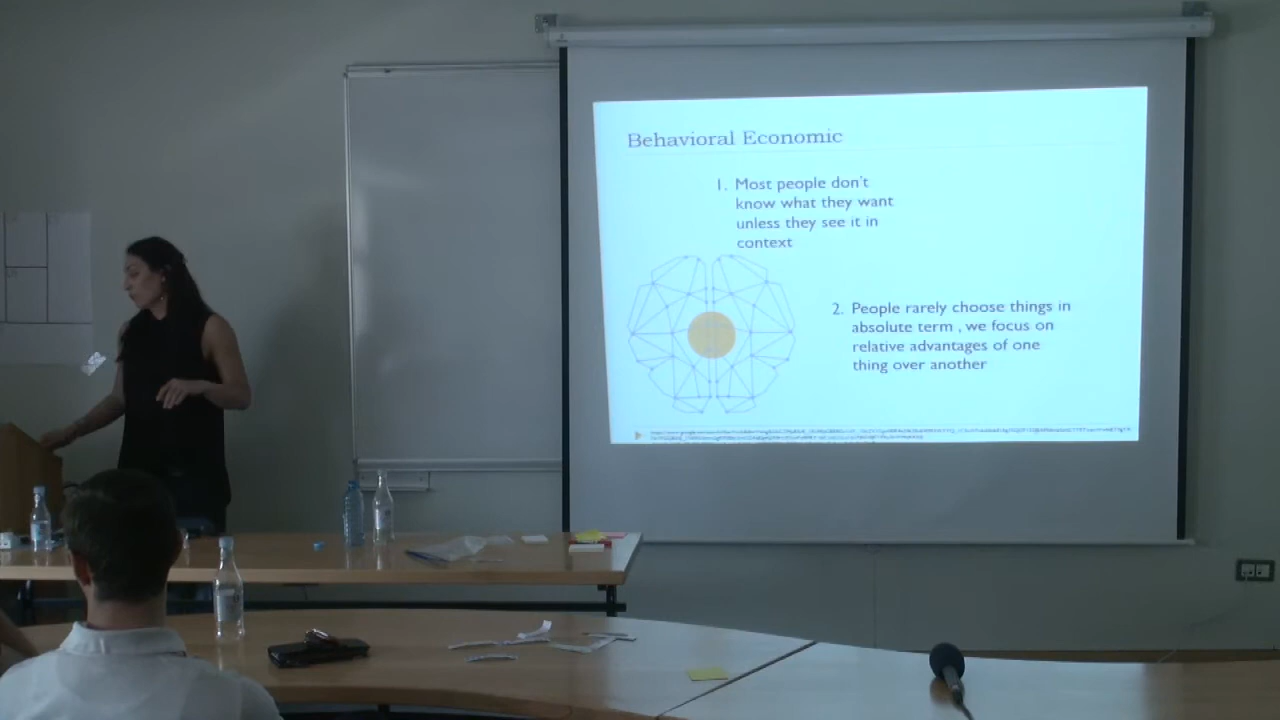 Behavioral Economic
1. Most people don't
know what they want
unless they see it in
context
2. People rarely choose things in
absolute term , we focus on
relative advantages of one
thing over another